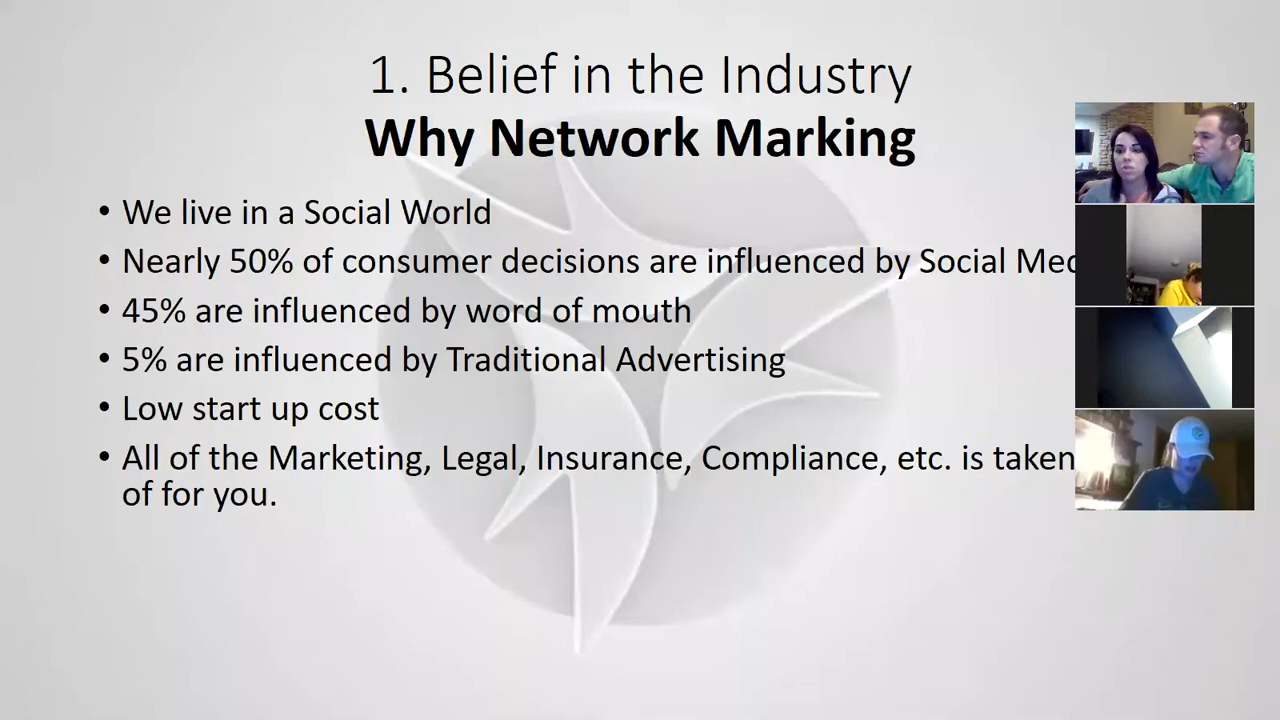 1. Belief in the Industry
Why Network Marking
• We live in a Social World
• Nearly 50% of consumer decisions are influenced by Social
• 45% are influenced by word of mouth
• 5% are influenced by Traditional Advertising
• Low start up cost
• All of the Marketing, Legal, Insurance, Compliance, etc. is taken
of for you.